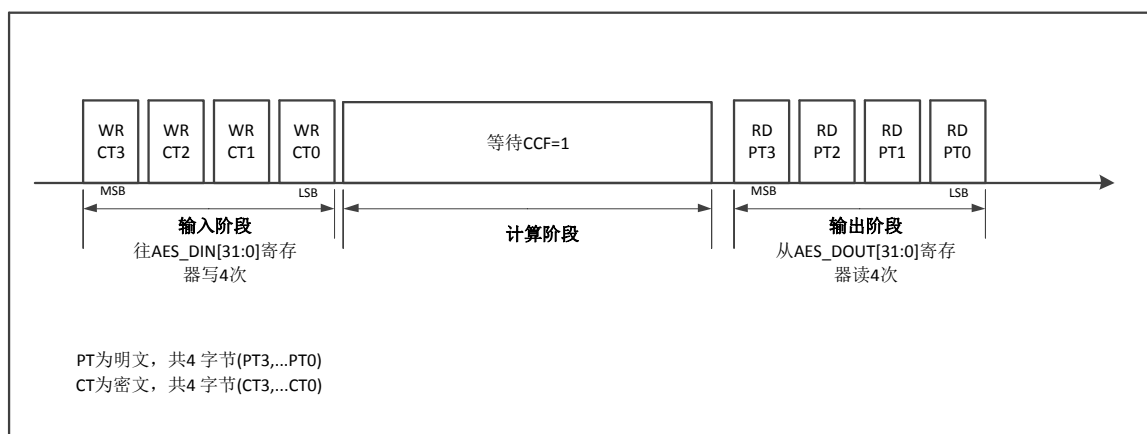 WR
CT3
WR
CT2
WR
CT1
WR
CT0
等待CCF=1
RD
PT3
RD
PT2
RD
PT1
RD
PT0
MSB
LSB
MSB
LSB
输入阶段
往AES_DIN[31:0]寄存
器写4次
计算阶段
输出阶段
从AES_DOUT[31:0]寄存
器读4次
PT为明文，共4 字节(PT3,...PT0)
CT为密文，共4 字节(CT3,...CT0)